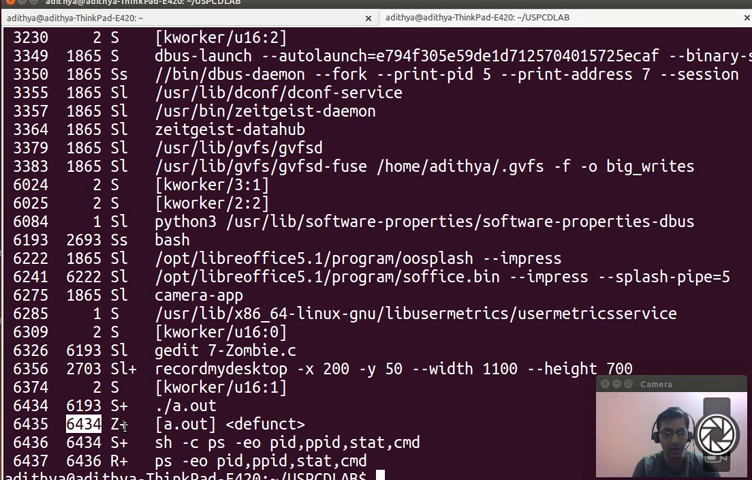 adithya@adithya-ThinkPad-E420: ~/USPCDLAB
adithya@adithya-ThinkPad-E420: ~
adithya@adithya-ThinkPad-E420: ~/USPCDLAB
3230 2 S [kworker/u16:2]
3349 1865 S dbus-launch --autolaunch=e794f305e59de1d7125704015725ecaf --binary-s
3350 1865 Ss //bin/dbus-daemon --fork --print-pid 5 --print-address 7 --session
3355 1865 Sl /usr/lib/dconf/dconf-service
3357 1865 Sl /usr/bin/zeitgeist-daemon
3364 1865 Sl zeitgeist-datahub
3379 1865 Sl /usr/lib/gvfs/gvfsd
3383 1865 Sl /usr/lib/gvfs/gvfsd-fuse /home/adithya/.gvfs -f -o big_writes
6024 2 S [kworker/3:1]
6025 2 S [kworker/2:2]
6084 1 Sl python3 /usr/lib/software-properties/software-properties-dbus
6193 2693 Ss bash
6222 1865 Sl /opt/libreoffice5.1/program/oosplash --impress
6241 6222 Sl /opt/libreoffice5.1/program/soffice.bin --impress --splash-pipe=5
6275 1865 Sl camera-app
6285 1 Sl /usr/lib/x86_64-linux-gnu/libusermetrics/usermetricsservice
6309 2 S [kworker/u16:0]
6326 6193 Sl gedit 7-Zombie.c
6356 2703 Sl+ recordmydesktop -x 200 -y 50 --width 1100 --height 700
6374 2 S [kworker/u16:1]
6434 6193 S+ ./a.out
6435 6434 Z+ [a.out] <defunct>
6436 6434 S+ sh -c ps -eo pid,ppid,stat,cmd
6437 6436 R+ ps -eo pid,ppid,stat,cmd
adithya@adithya-ThinkPad-E420:~/USPCDLAB$
Camera